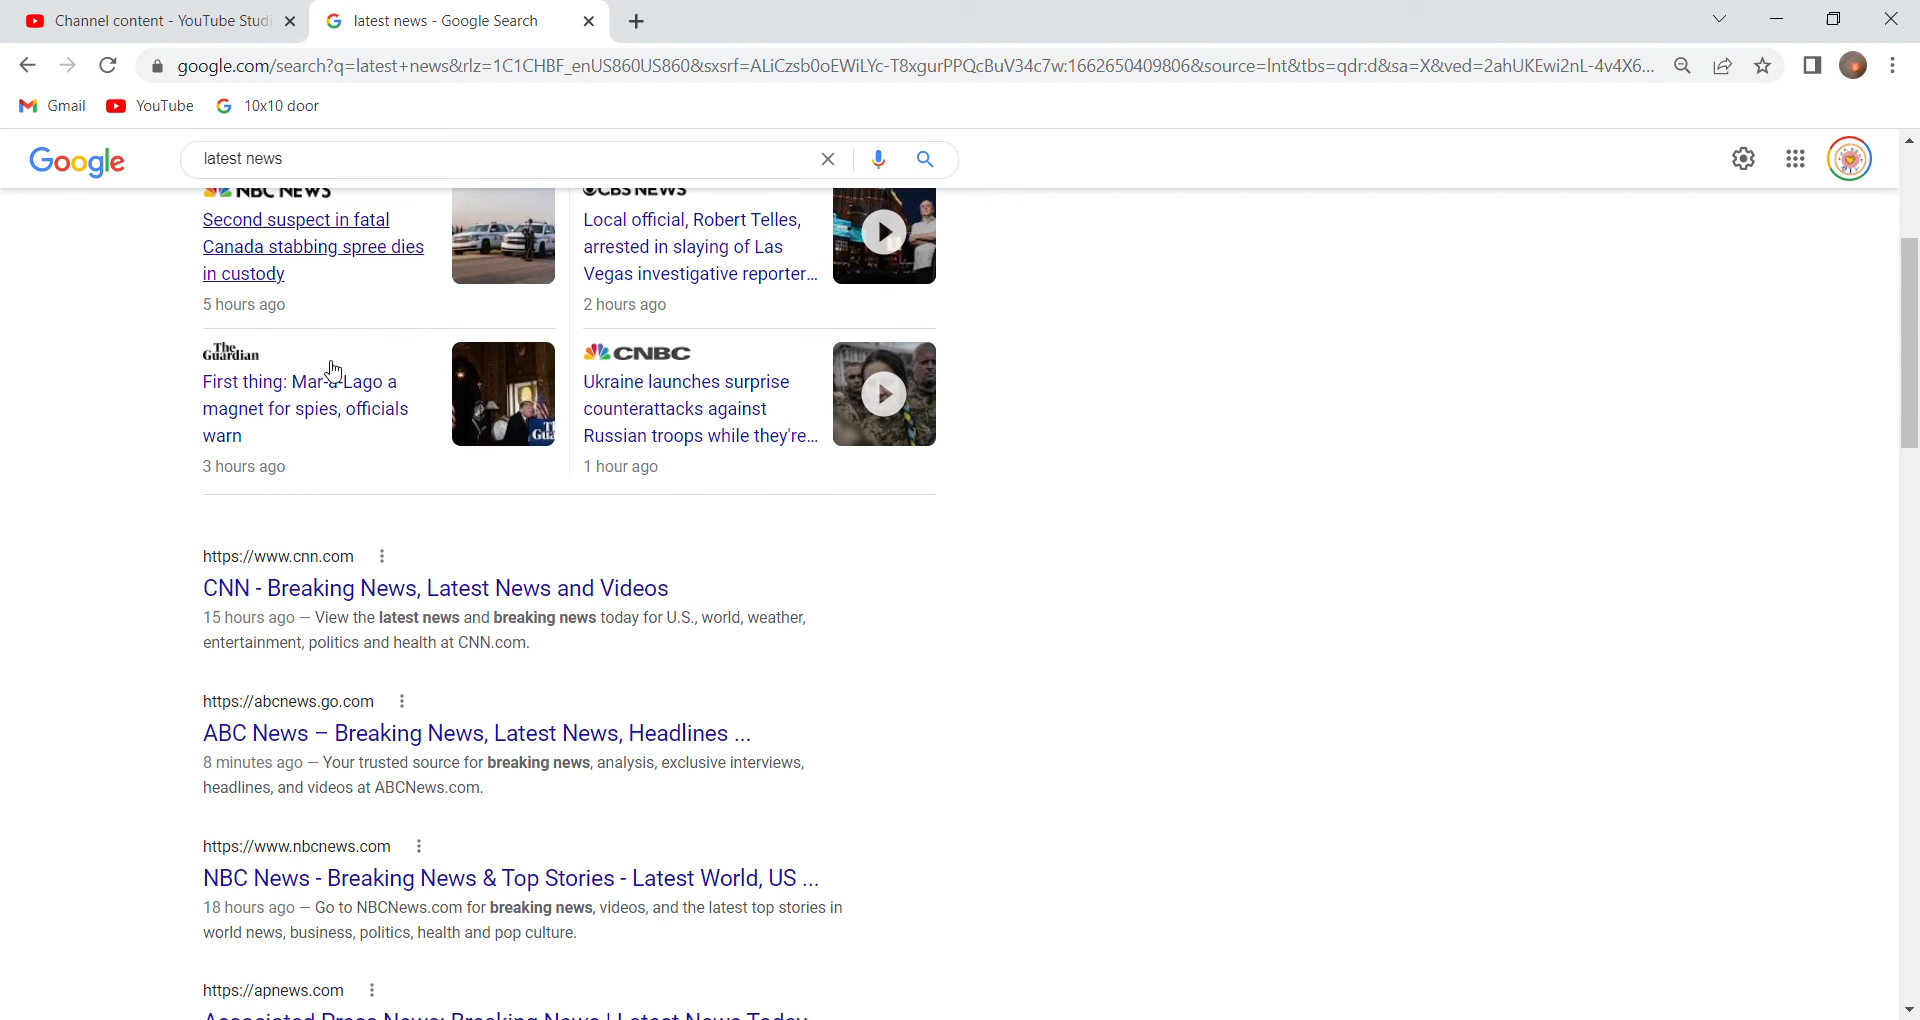 Channel content - YouTube Studi
latest news - Google Search
google.com/search?q=latest+news&rlz=1C1CHBF_enUS860US860&sxsrf=ALiCzsb0oEWiLYc-T8xgurPPQcBuV34c7w:1662650409806&source=lnt&tbs=qdr:d&sa=X&ved=2ahUKEwi2nL-4v4X6...
Gmail YouTube 10x10 door
Google latest news
NBC NEWS
Second suspect in fatal
Canada stabbing spree dies
in custody
5 hours ago
CBS NEWS
Local official, Robert Telles,
arrested in slaying of Las
Vegas investigative reporter...
2 hours ago
The
Guardian
First thing: Mar-a-Lago a
magnet for spies, officials
warn
3 hours ago
CNBC
Ukraine launches surprise
counterattacks against
Russian troops while they're...
1 hour ago
https://www.cnn.com
CNN - Breaking News, Latest News and Videos
15 hours ago — View the latest news and breaking news today for U.S., world, weather,
entertainment, politics and health at CNN.com.
https://abcnews.go.com
ABC News – Breaking News, Latest News, Headlines ...
8 minutes ago — Your trusted source for breaking news, analysis, exclusive interviews,
headlines, and videos at ABCNews.com.
https://www.nbcnews.com
NBC News - Breaking News & Top Stories - Latest World, US ...
18 hours ago — Go to NBCNews.com for breaking news, videos, and the latest top stories in
world news, business, politics, health and pop culture.
https://apnews.com
Associated Press News: Breaking News | Latest News Today